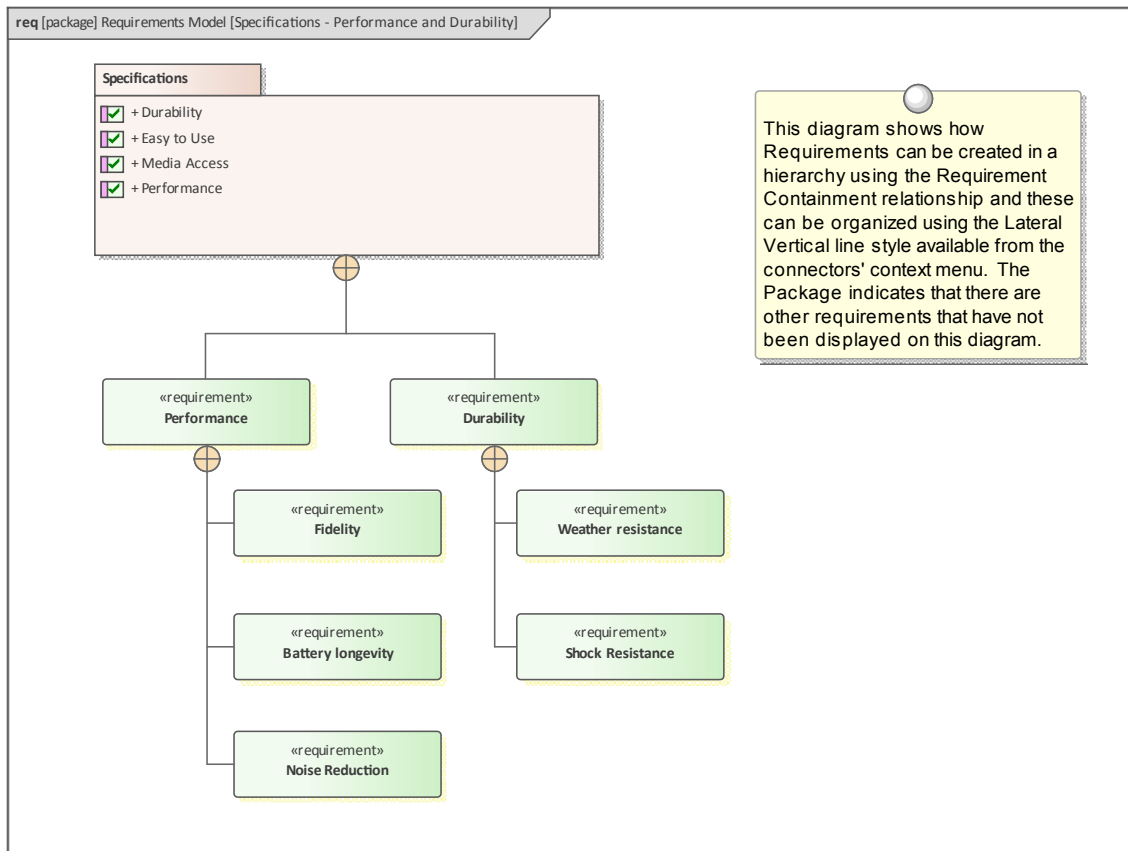 req [package] Requirements Model [Specifications - Performance and Durability]
Specifications
+ Durability
+ Easy to Use
+ Media Access
+ Performance
This diagram shows how
Requirements can be created in a
hierarchy using the Requirement
Containment relationship and these
can be organized using the Lateral
Vertical line style available from the
connectors' context menu. The
Package indicates that there are
other requirements that have not
been displayed on this diagram.
«requirement»
Performance
«requirement»
Durability
«requirement»
Fidelity
«requirement»
Weather resistance
«requirement»
Battery longevity
«requirement»
Shock Resistance
«requirement»
Noise Reduction